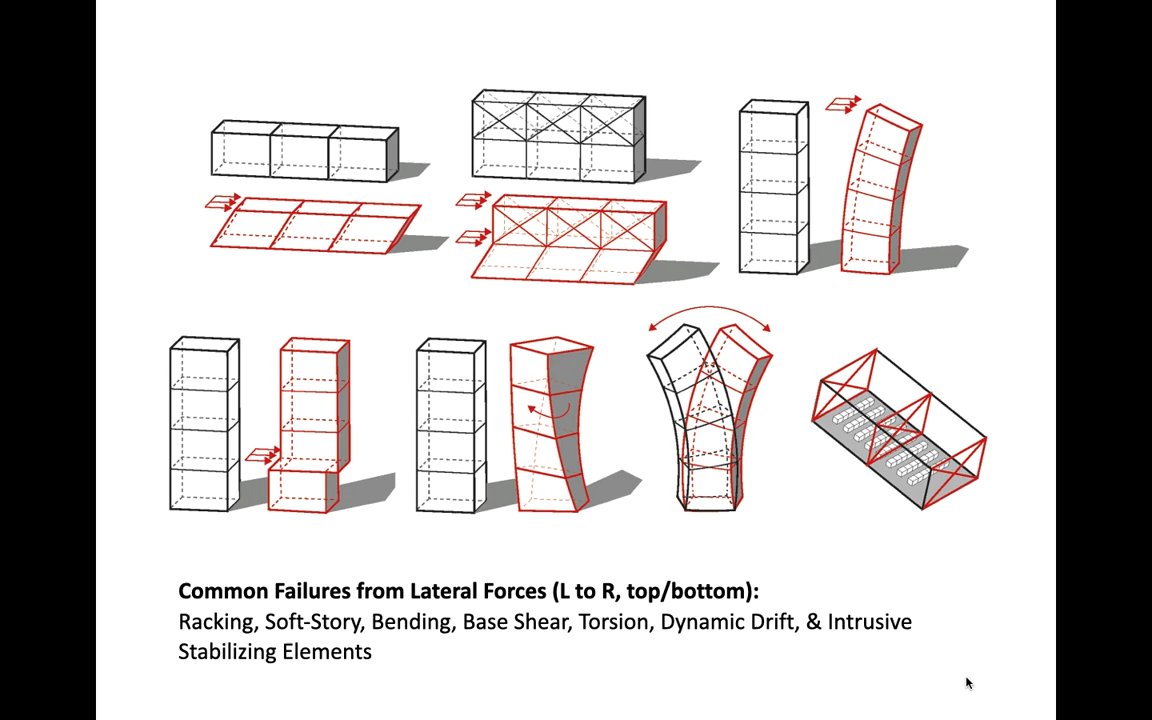 Common Failures from Lateral Forces (L to R, top/bottom):
Racking, Soft-Story, Bending, Base Shear, Torsion, Dynamic Drift, & Intrusive
Stabilizing Elements